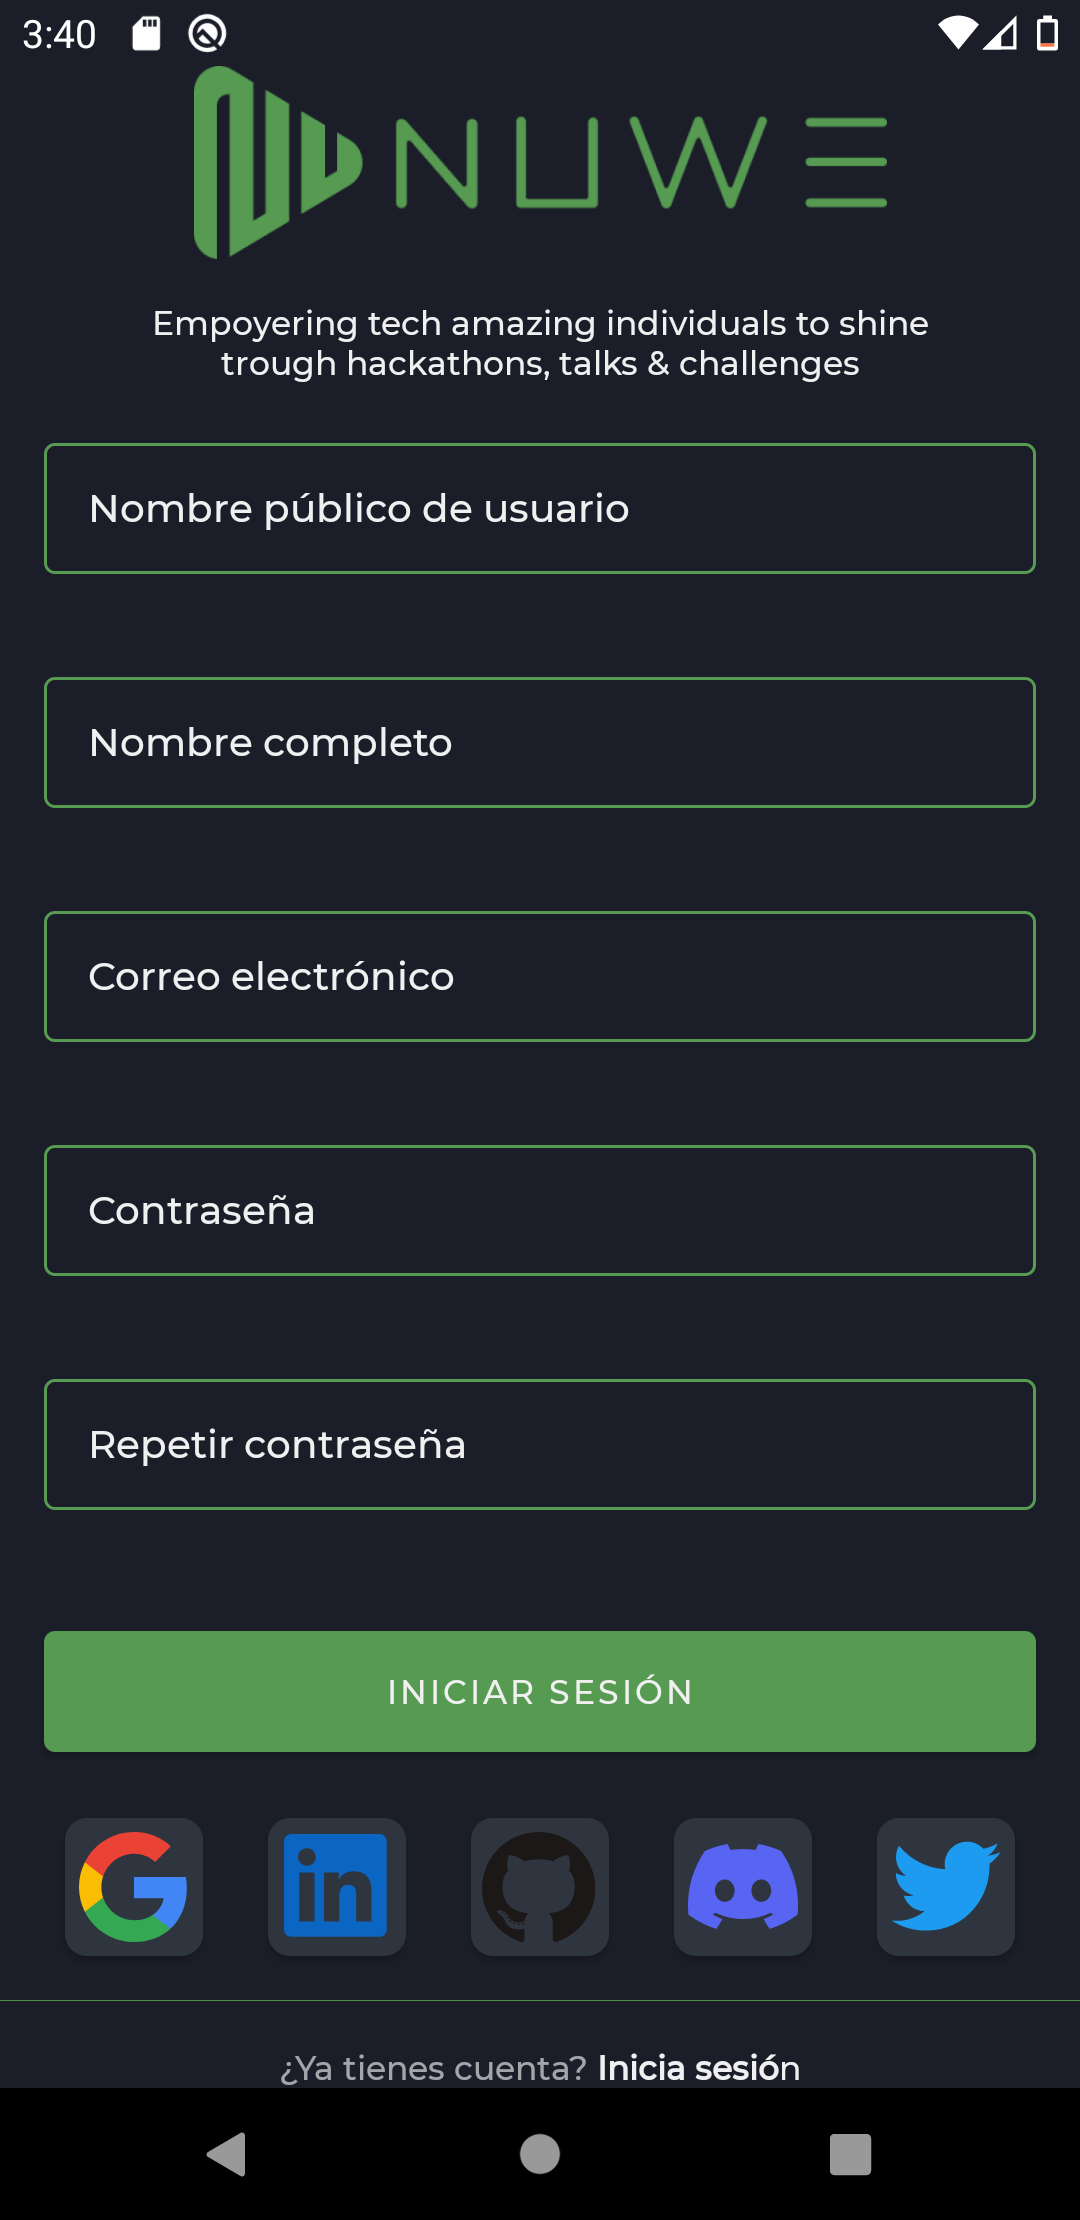 3:40
NUWE
Empoyering tech amazing individuals to shine
trough hackathons, talks & challenges
Nombre público de usuario
Nombre completo
Correo electrónico
Contraseña
Repetir contraseña
INICIAR SESIÓN
¿Ya tienes cuenta? Inicia sesión